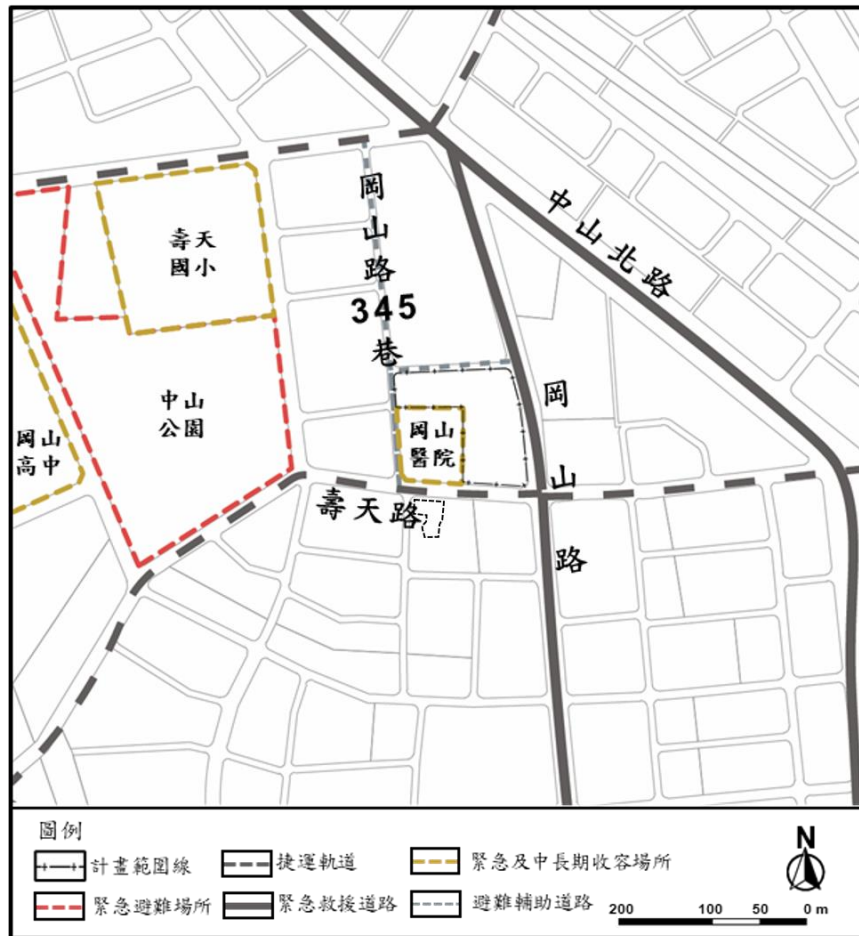 岡山路345巷
中山北路
壽天
國小
中山
公園
岡山
高中
岡山
醫院
岡山路
壽天路
圖例
計畫範圍線
捷運軌道
緊急及中長期收容場所
緊急避難場所
緊急救援道路
避難輔助道路
N
200 100 50 0 m